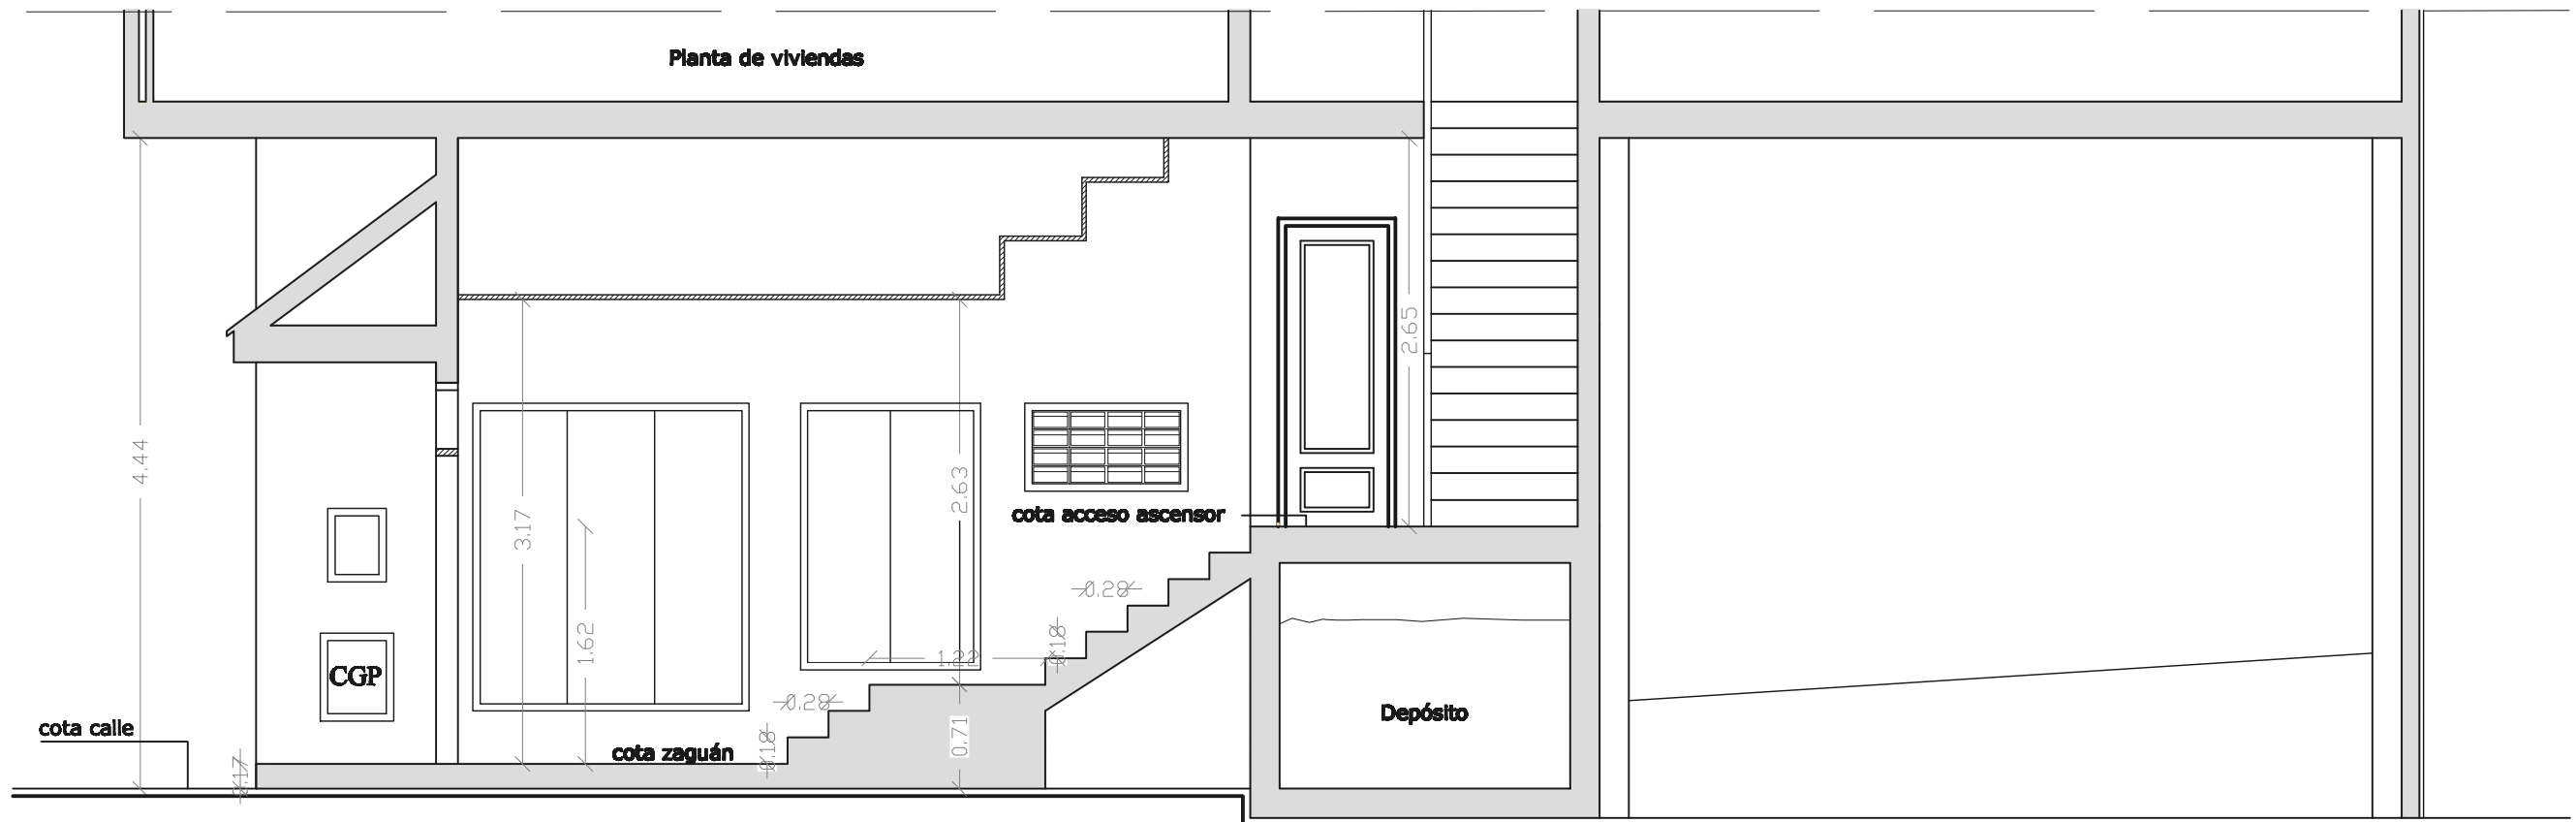 Planta de viviendas
2.65
4.44
3.17
2.63
cota acceso ascensor
0.28
1.62
0.18
1.22
CGP
0.28
Depósito
cota calle
0.71
0.18
cota zaguán
0.17